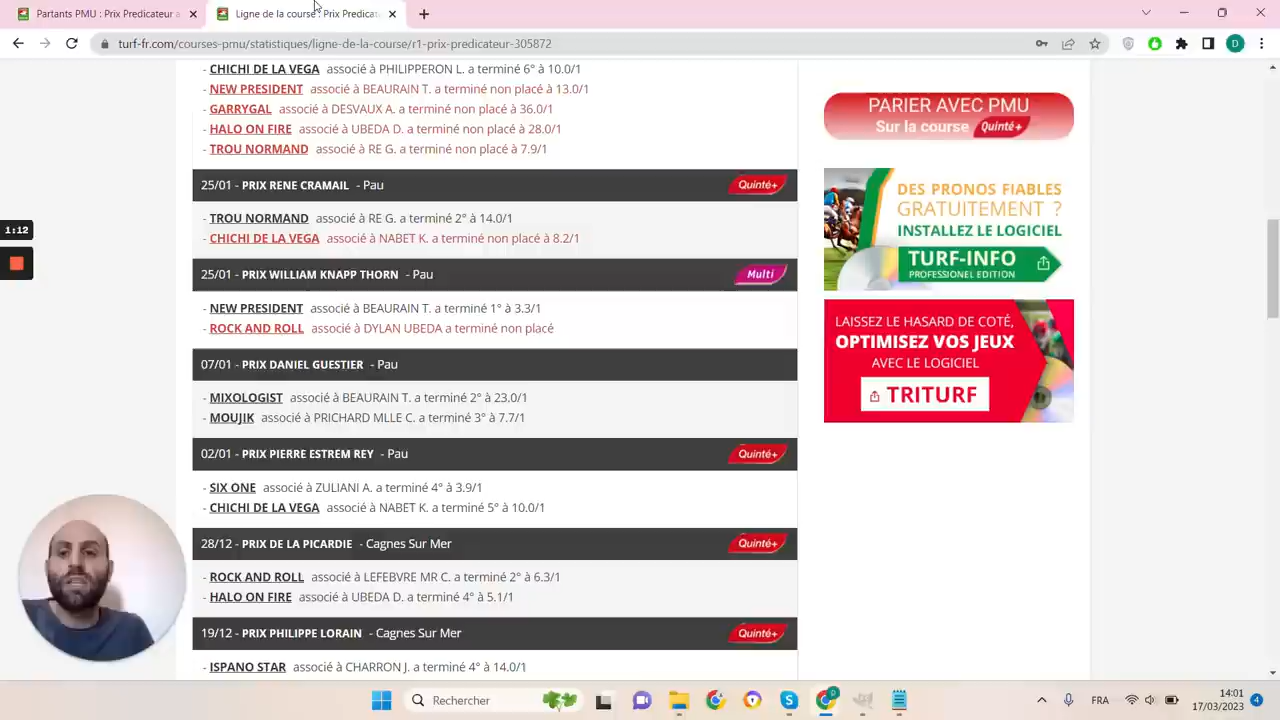 Partants PMU : Prix Predicateur
Ligne de la course : Prix Predicat
turf-fr.com/courses-pmu/statistiques/ligne-de-la-course/r1-prix-predicateur-305872
D
- CHICHI DE LA VEGA associé à PHILIPPERON L. a terminé 6° à 10.0/1
- NEW PRESIDENT associé à BEAURAIN T. a terminé non placé à 13.0/1
- GARRYGAL associé à DESVAUX A. a terminé non placé à 36.0/1
- HALO ON FIRE associé à UBEDA D. a terminé non placé à 28.0/1
- TROU NORMAND associé à RE G. a terminé non placé à 7.9/1
25/01 - PRIX RENE CRAMAIL - Pau Quinté+
- TROU NORMAND associé à RE G. a terminé 2° à 14.0/1
- CHICHI DE LA VEGA associé à NABET K. a terminé non placé à 8.2/1
25/01 - PRIX WILLIAM KNAPP THORN - Pau Multi
- NEW PRESIDENT associé à BEAURAIN T. a terminé 1° à 3.3/1
- ROCK AND ROLL associé à DYLAN UBEDA a terminé non placé
07/01 - PRIX DANIEL GUESTIER - Pau
- MIXOLOGIST associé à BEAURAIN T. a terminé 2° à 23.0/1
- MOUJIK associé à PRICHARD MLLE C. a terminé 3° à 7.7/1
02/01 - PRIX PIERRE ESTREM REY - Pau Quinté+
- SIX ONE associé à ZULIANI A. a terminé 4° à 3.9/1
- CHICHI DE LA VEGA associé à NABET K. a terminé 5° à 10.0/1
28/12 - PRIX DE LA PICARDIE - Cagnes Sur Mer Quinté+
- ROCK AND ROLL associé à LEFEBVRE MR C. a terminé 2° à 6.3/1
- HALO ON FIRE associé à UBEDA D. a terminé 4° à 5.1/1
19/12 - PRIX PHILIPPE LORAIN - Cagnes Sur Mer Quinté+
- ISPANO STAR associé à CHARRON J. a terminé 4° à 14.0/1
PARIER AVEC PMU
Sur la course Quinté+
DES PRONOS FIABLES
GRATUITEMENT ?
INSTALLEZ LE LOGICIEL
TURF-INFO
PROFESSIONEL EDITION
LAISSEZ LE HASARD DE COTÉ,
OPTIMISEZ VOS JEUX
AVEC LE LOGICIEL
TRITURF
1:12
Rechercher
FRA
14:01
17/03/2023
4